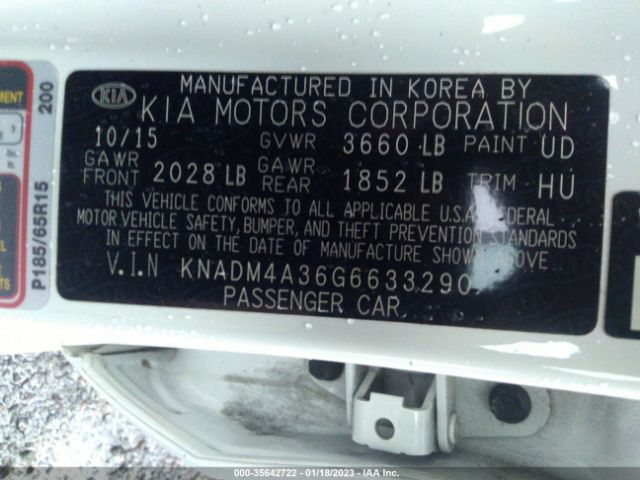 KIA
MANUFACTURED IN KOREA BY
KIA MOTORS CORPORATION
10/15 GVWR 3660 LB PAINT UD
GAWR FRONT 2028 LB GAWR REAR 1852 LB TRIM HU
THIS VEHICLE CONFORMS TO ALL APPLICABLE U.S.A. FEDERAL
MOTOR VEHICLE SAFETY, BUMPER, AND THEFT PREVENTION STANDARDS
IN EFFECT ON THE DATE OF MANUFACTURE SHOWN ABOVE
V.I.N KNADM4A36G6633290
PASSENGER CAR
P185/65R15 200
000-35642722 - 01/18/2023 - IAA Inc.